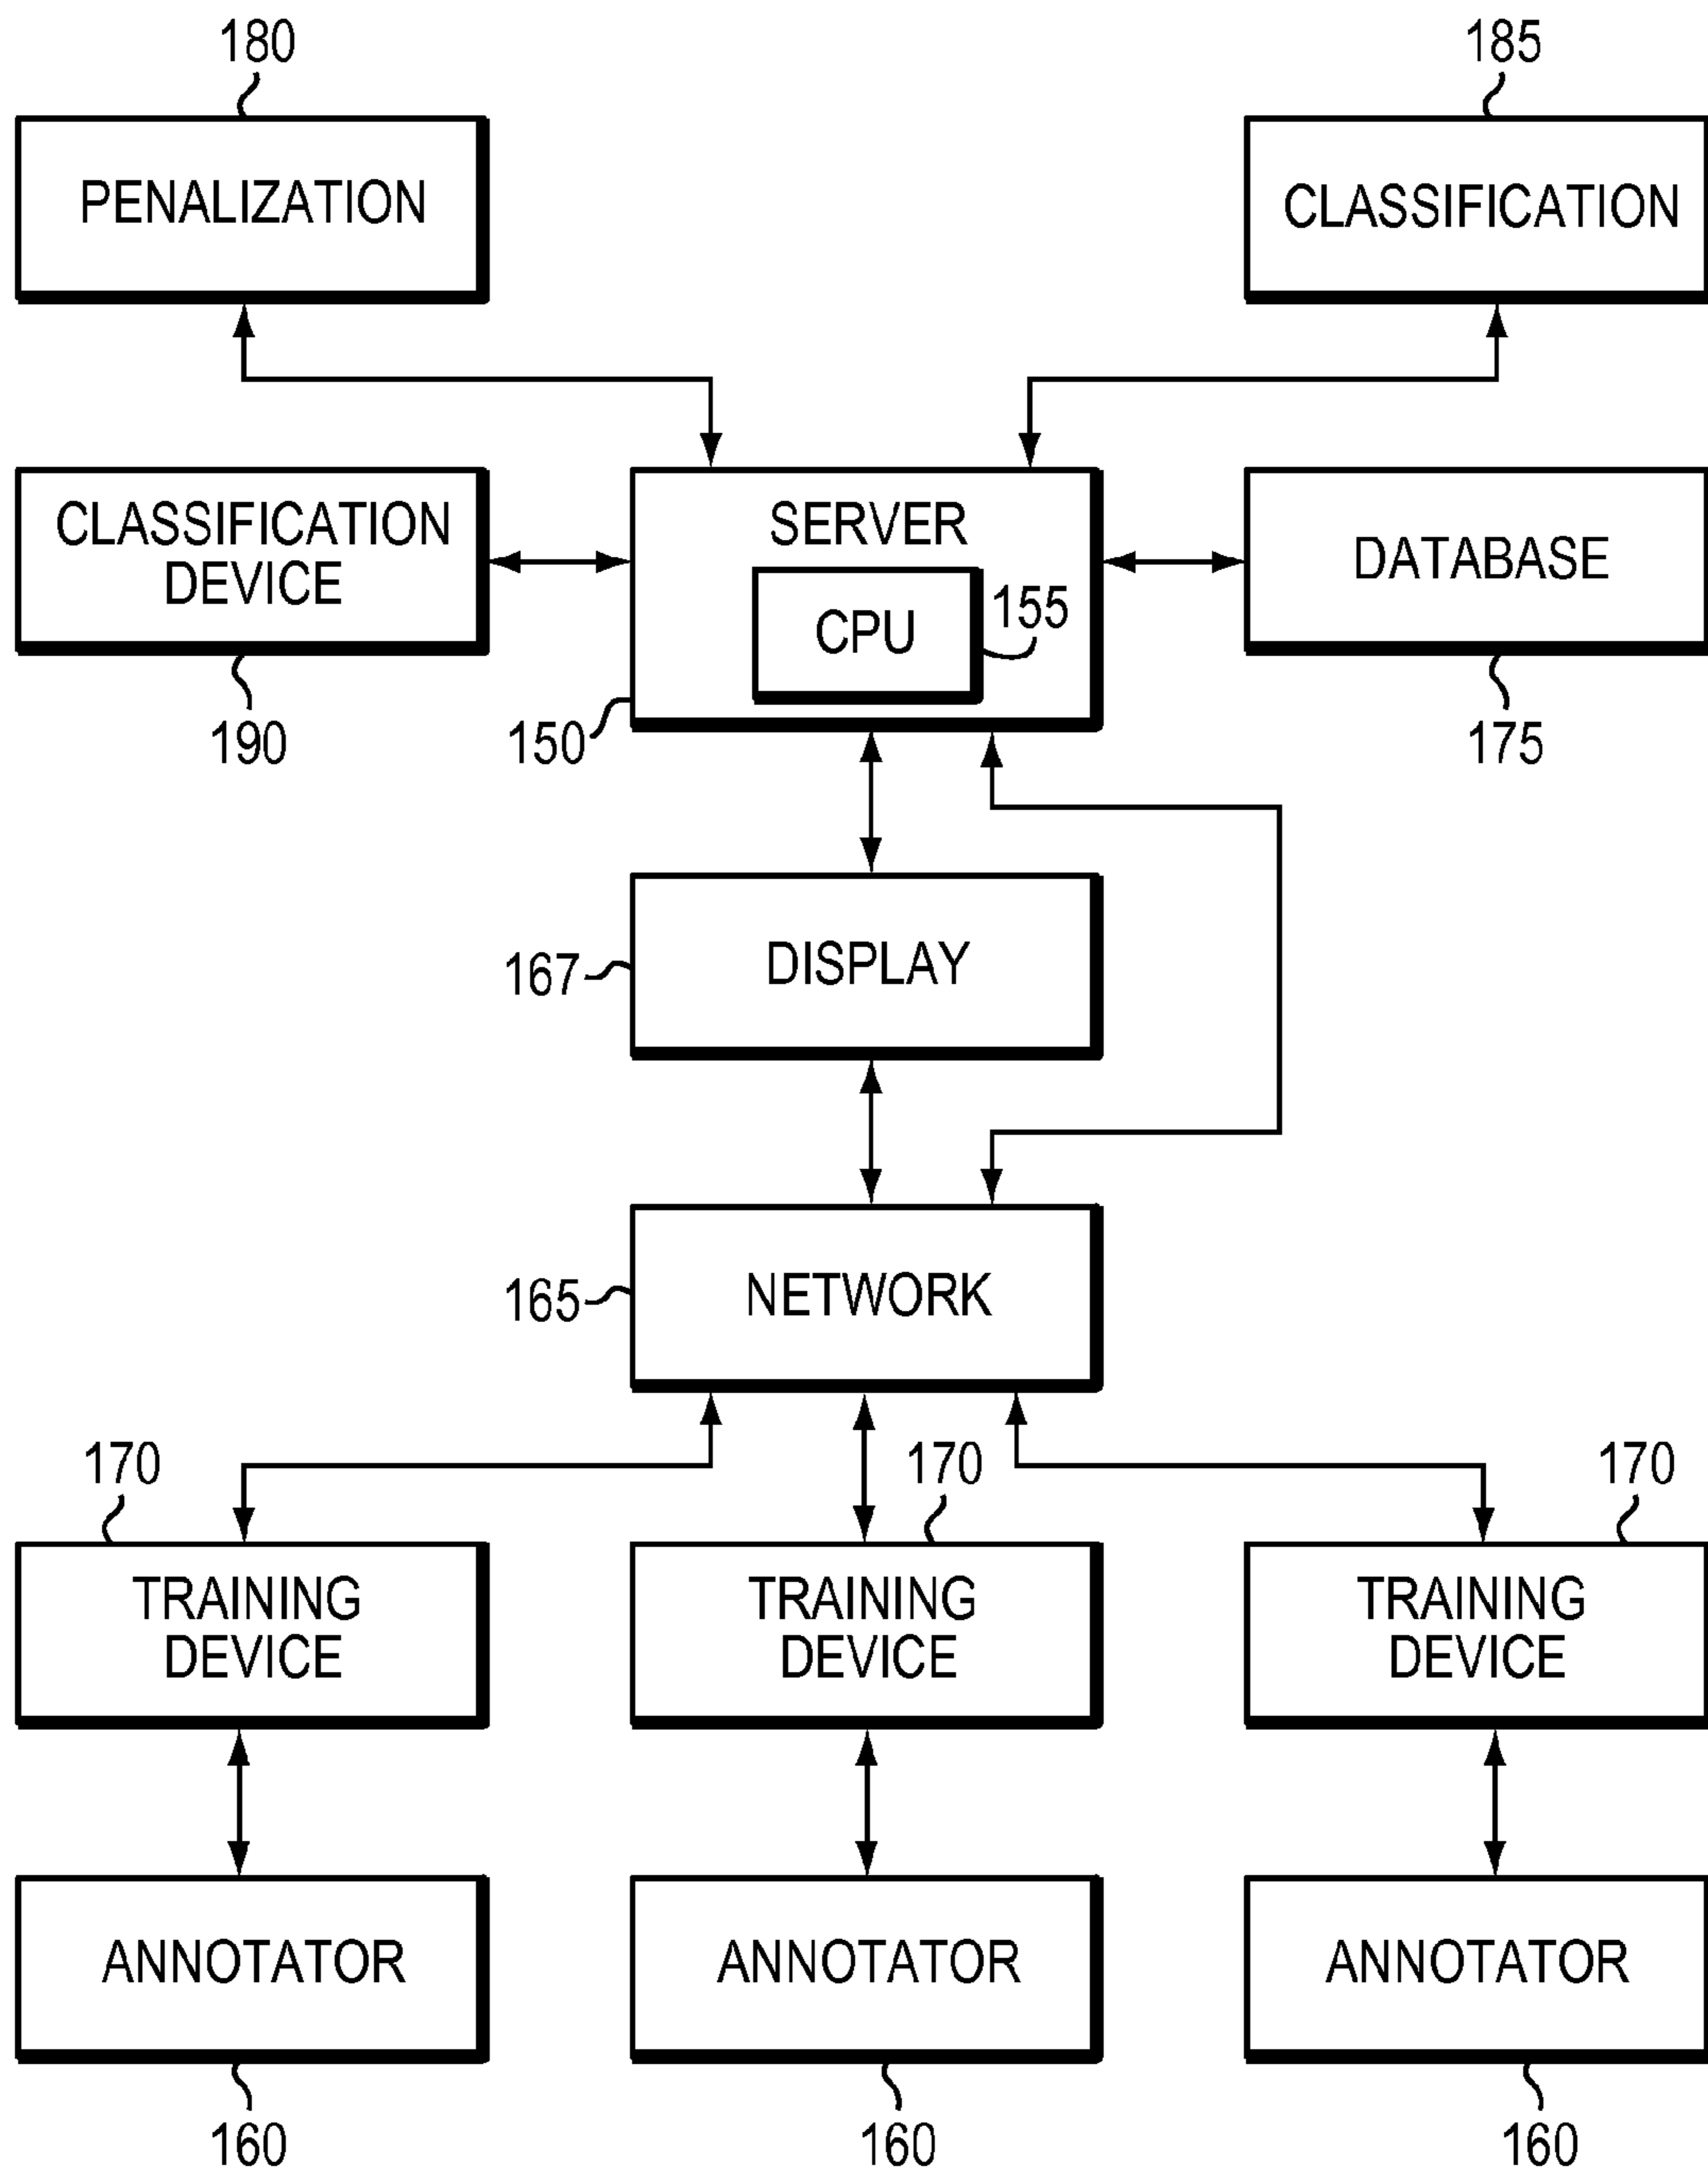 180
185
PENALIZATION
CLASSIFICATION
CLASSIFICATION
DEVICE
SERVER
CPU
155
DATABASE
190
150
175
167
DISPLAY
165
NETWORK
170
170
170
TRAINING
DEVICE
TRAINING
DEVICE
TRAINING
DEVICE
ANNOTATOR
ANNOTATOR
ANNOTATOR
160
160
160